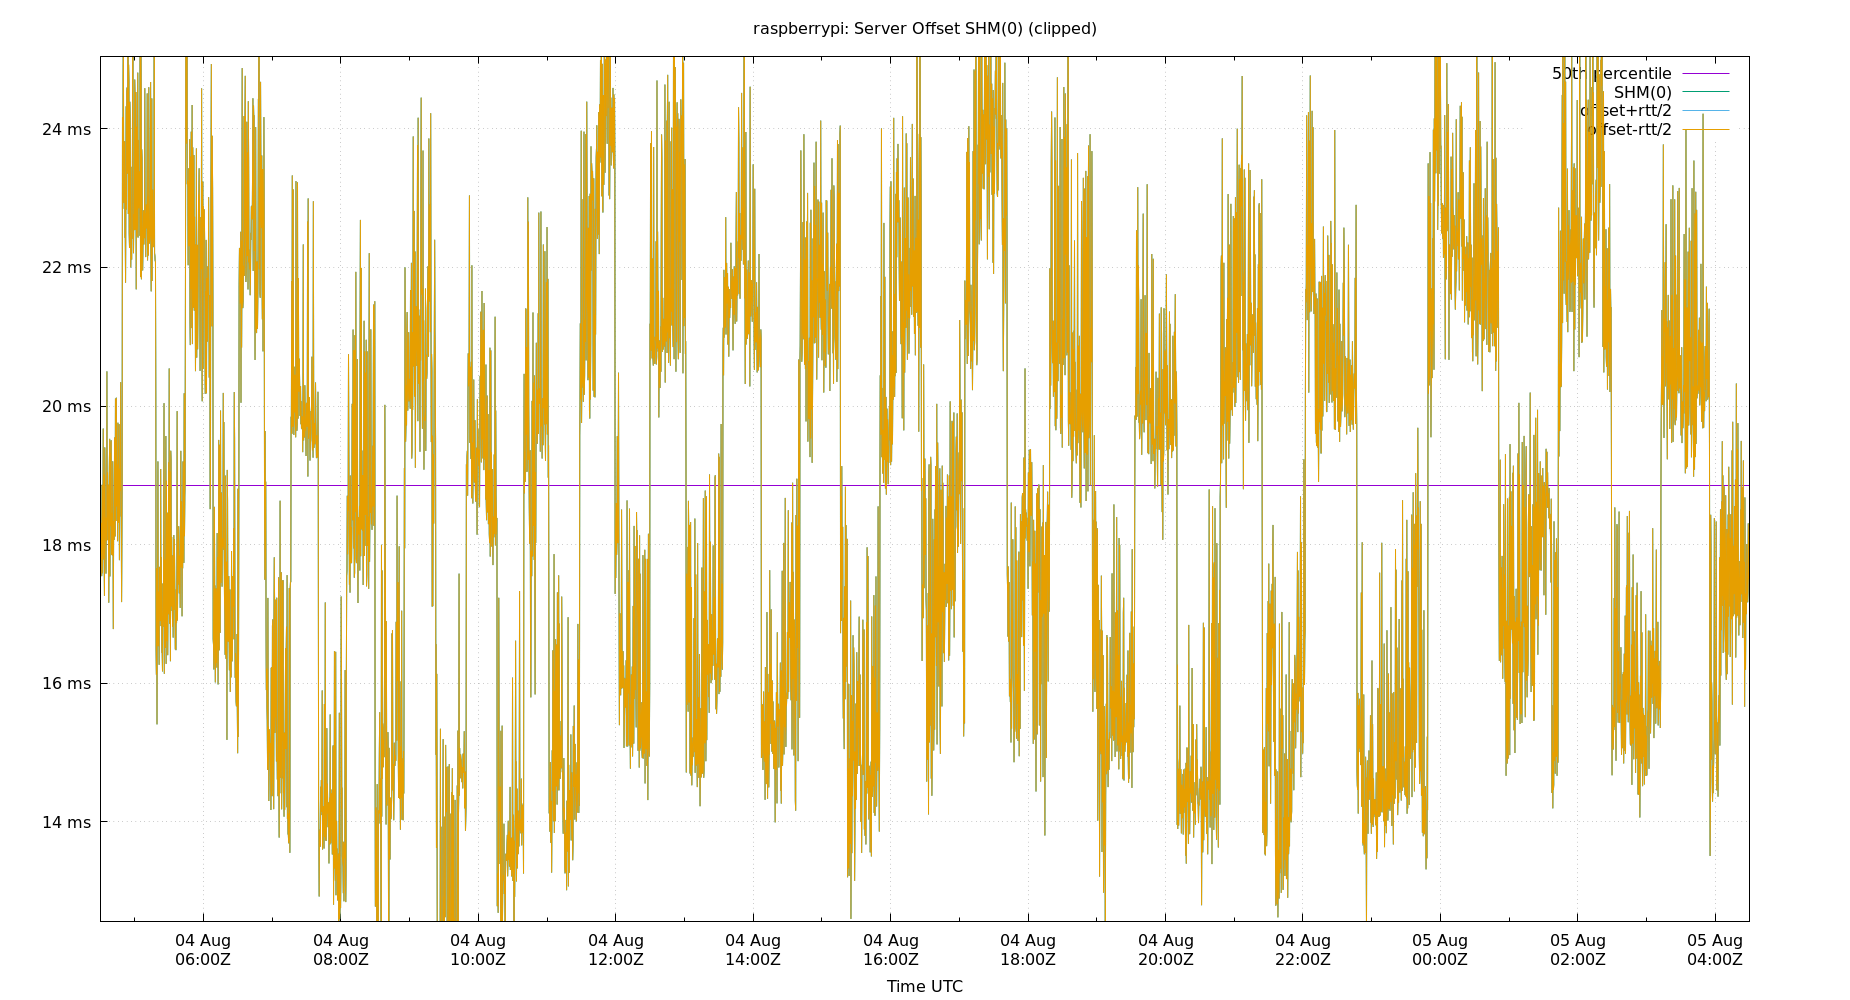 raspberrypi: Server Offset SHM(0) (clipped)
50th percentile
SHM(0)
offset+rtt/2
offset-rtt/2
24 ms
22 ms
20 ms
18 ms
16 ms
14 ms
04 Aug 04 Aug 04 Aug 04 Aug 04 Aug 04 Aug 04 Aug 04 Aug 04 Aug 05 Aug 05 Aug 05 Aug
06:00Z 08:00Z 10:00Z 12:00Z 14:00Z 16:00Z 18:00Z 20:00Z 22:00Z 00:00Z 02:00Z 04:00Z
Time UTC